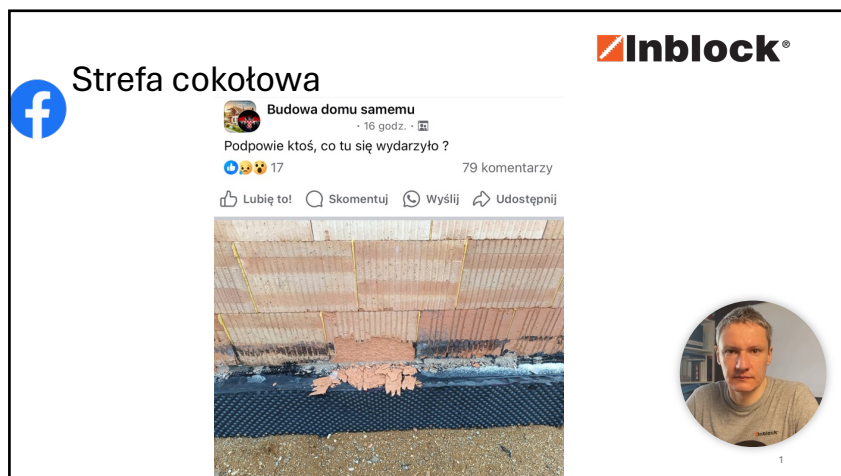 Inblock®
Strefa cokołowa
Budowa domu samemu
· 16 godz. ·
Podpowie ktoś, co tu się wydarzyło ?
17 79 komentarzy
Lubię to! Skomentuj Wyślij Udostępnij
Inblock
1